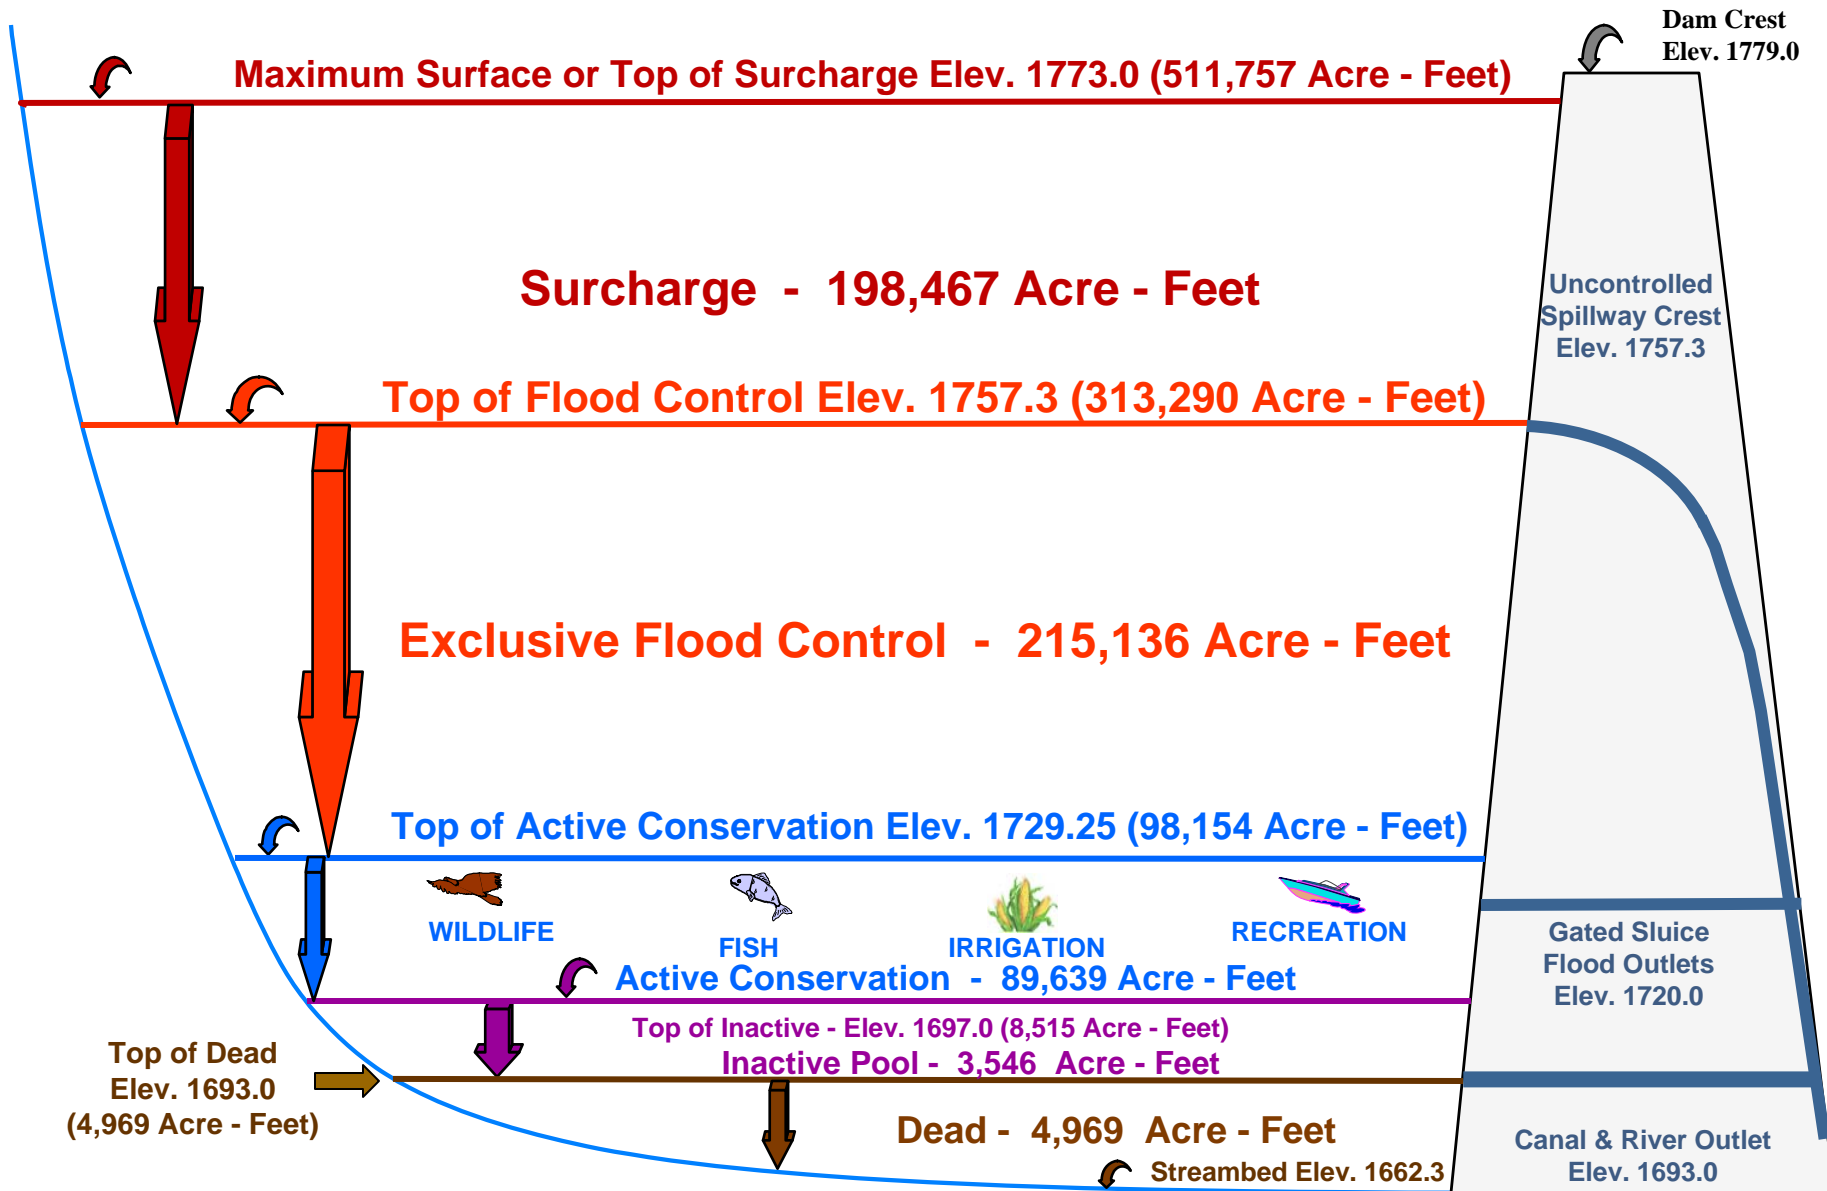 Dam Crest
Elev. 1779.0
Maximum Surface or Top of Surcharge Elev. 1773.0 (511,757 Acre - Feet)
Surcharge - 198,467 Acre - Feet
Uncontrolled
Spillway Crest
Elev. 1757.3
Top of Flood Control Elev. 1757.3 (313,290 Acre - Feet)
Exclusive Flood Control - 215,136 Acre - Feet
Top of Active Conservation Elev. 1729.25 (98,154 Acre - Feet)
WILDLIFE
FISH
IRRIGATION
RECREATION
Gated Sluice
Flood Outlets
Elev. 1720.0
Active Conservation - 89,639 Acre - Feet
Top of Inactive - Elev. 1697.0 (8,515 Acre - Feet)
Inactive Pool - 3,546 Acre - Feet
Top of Dead
Elev. 1693.0
(4,969 Acre - Feet)
Dead - 4,969 Acre - Feet
Streambed Elev. 1662.3
Canal & River Outlet
Elev. 1693.0